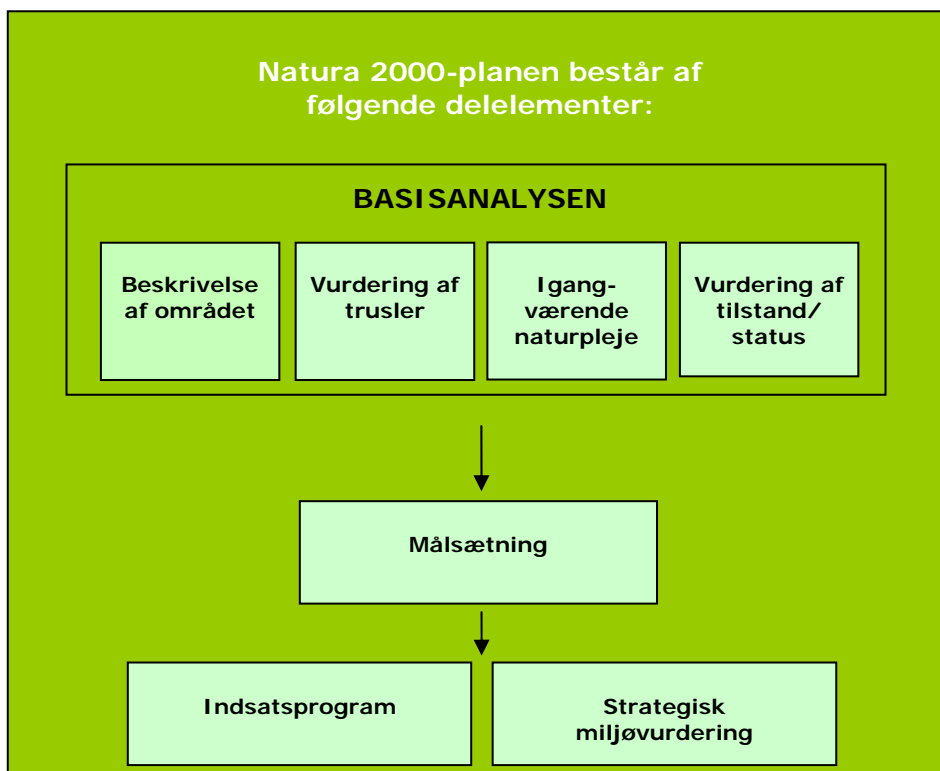 Natura 2000-planen består af
følgende delelementer:
BASISANALYSEN
Beskrivelse
af området
Vurdering af
trusler
Igang-
værende
naturpleje
Vurdering af
tilstand/
status
Målsætning
Indsatsprogram
Strategisk
miljøvurdering